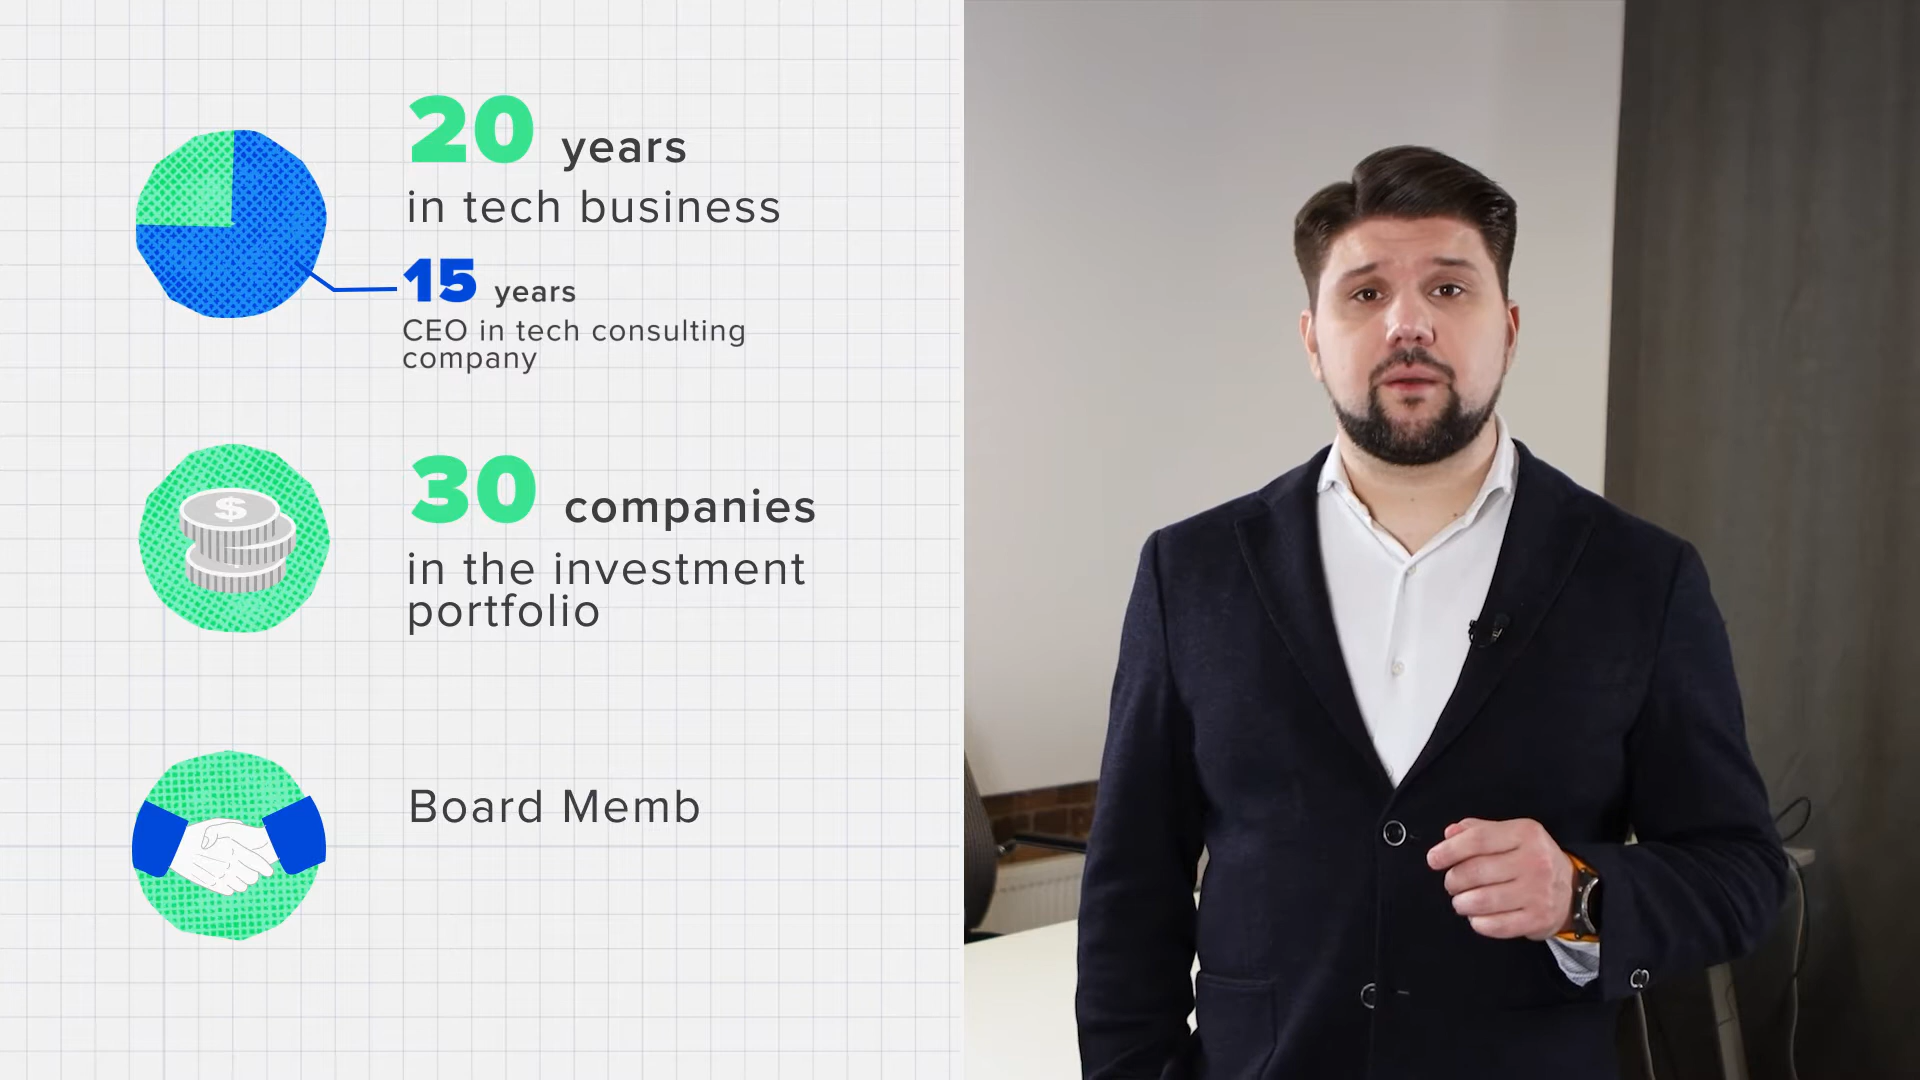 20 years
in tech business
15 years
CEO in tech consulting
company
$
30 companies
in the investment
portfolio
Board Memb